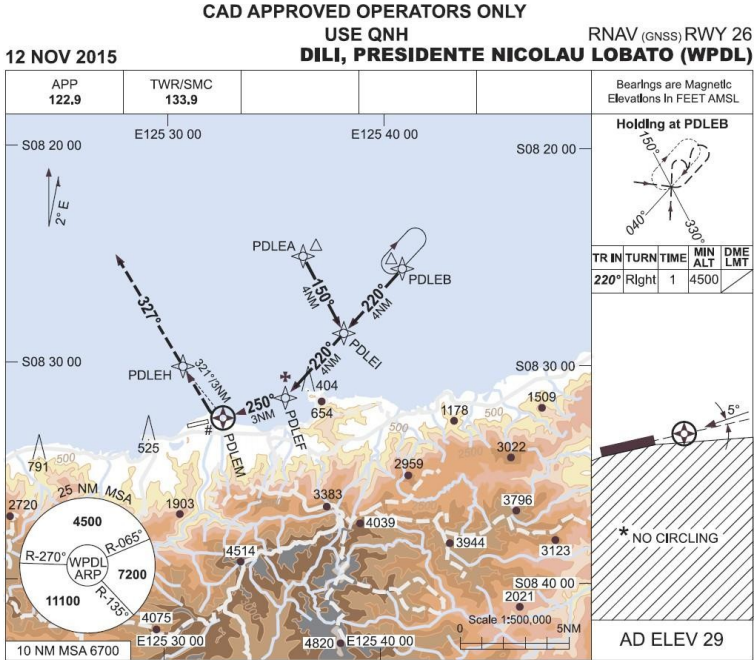 CAD APPROVED OPERATORS ONLY
USE QNH
RNAV (GNSS) RWY 26
12 NOV 2015
DILI, PRESIDENTE NICOLAU LOBATO (WPDL)
APP
122.9
TWR/SMC
133.9
Bearings are Magnetic
Elevations in FEET AMSL
E125 30 00
E125 40 00
S08 20 00
S08 20 00
2° E
Holding at PDLEB
150°
040°
330°
TR IN TURN TIME MIN ALT DME LMT
220° Right 1 4500
PDLEA
PDLEB
150°
4NM
220°
4NM
327°
PDLEI
S08 30 00
S08 30 00
PDLEH
321°/3NM
220°
4NM
404
654
250°
3NM
PDLEF
PDLEM
#
1509
1178
525
791
500
500
3022
2959
25 NM MSA
2720
1903
3383
3796
4039
3944
3123
4500
R-065°
R-270°
WPDL
ARP
7200
R-135°
11100
4514
S08 40 00
2021
4075
Scale 1:500,000
0 5NM
E125 30 00
E125 40 00
4820
10 NM MSA 6700
5°
* NO CIRCLING
AD ELEV 29